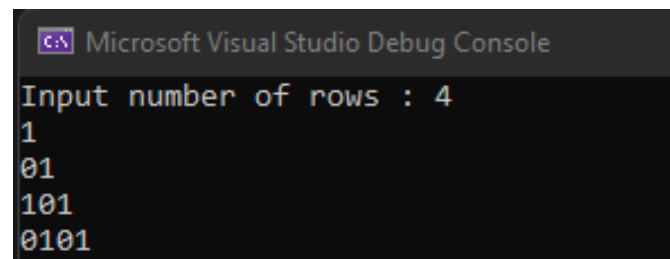 Microsoft Visual Studio Debug Console
Input number of rows : 4
1
01
101
0101